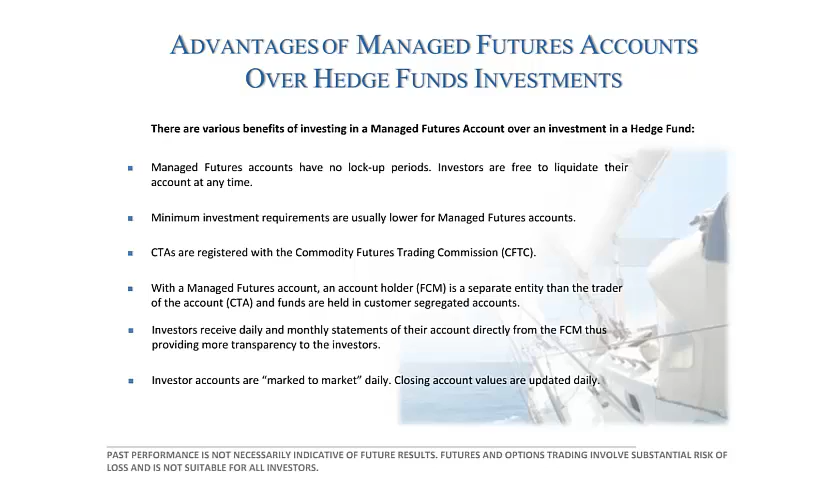 ADVANTAGES OF MANAGED FUTURES ACCOUNTS
OVER HEDGE FUNDS INVESTMENTS
There are various benefits of investing in a Managed Futures Account over an investment in a Hedge Fund:
Managed Futures accounts have no lock-up periods. Investors are free to liquidate their
account at any time.
Minimum investment requirements are usually lower for Managed Futures accounts.
CTAs are registered with the Commodity Futures Trading Commission (CFTC).
With a Managed Futures account, an account holder (FCM) is a separate entity than the trader
of the account (CTA) and funds are held in customer segregated accounts.
Investors receive daily and monthly statements of their account directly from the FCM thus
providing more transparency to the investors.
Investor accounts are “marked to market” daily. Closing account values are updated daily.
PAST PERFORMANCE IS NOT NECESSARILY INDICATIVE OF FUTURE RESULTS. FUTURES AND OPTIONS TRADING INVOLVE SUBSTANTIAL RISK OF
LOSS AND IS NOT SUITABLE FOR ALL INVESTORS.